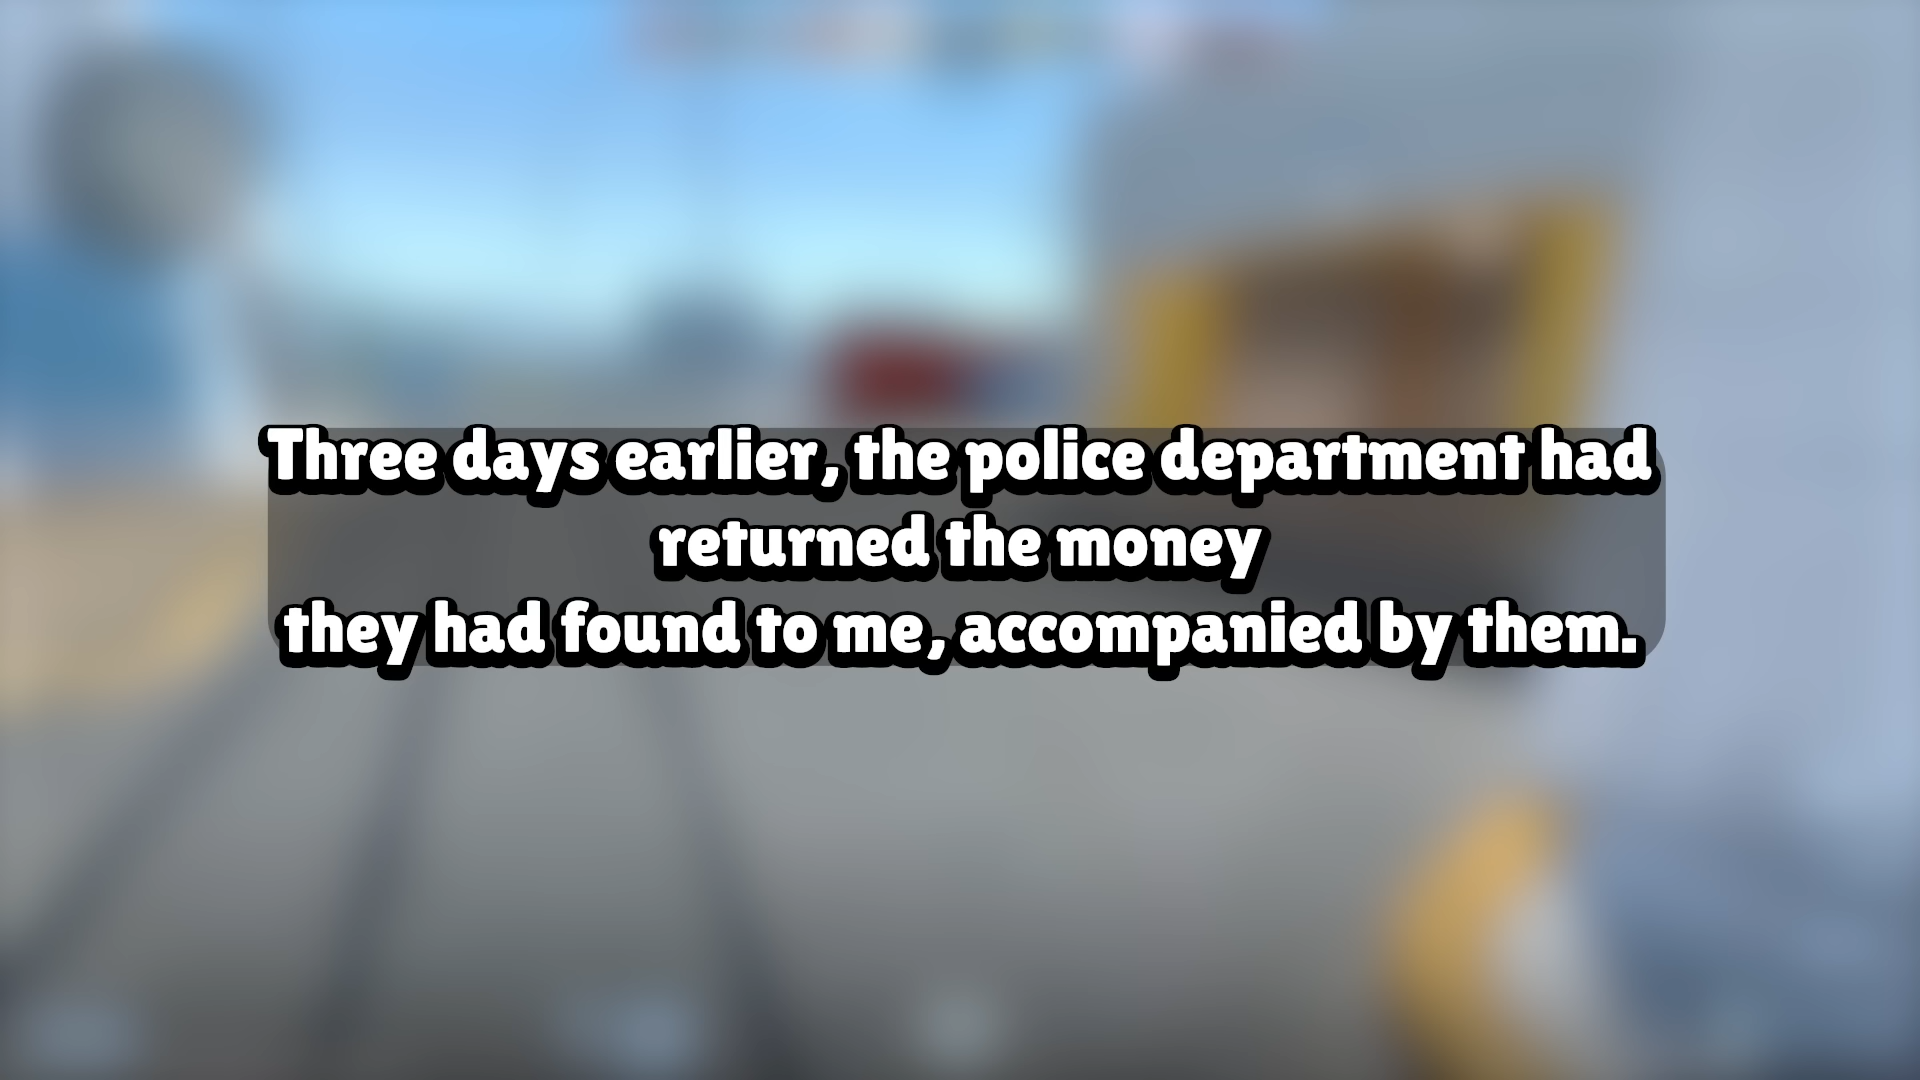 Three days earlier, the police department had
returned the money
they had found to me, accompanied by them.